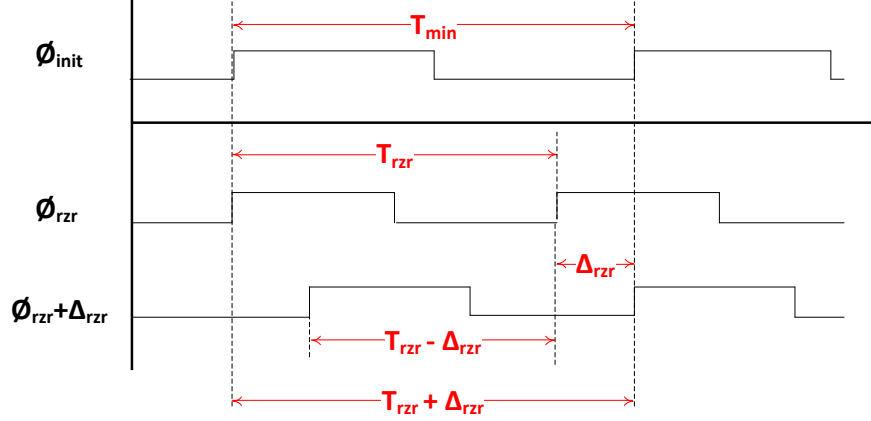 T_min
Ø_init
T_rzr
Ø_rzr
Δ_rzr
Ø_rzr+Δ_rzr
T_rzr - Δ_rzr
T_rzr + Δ_rzr